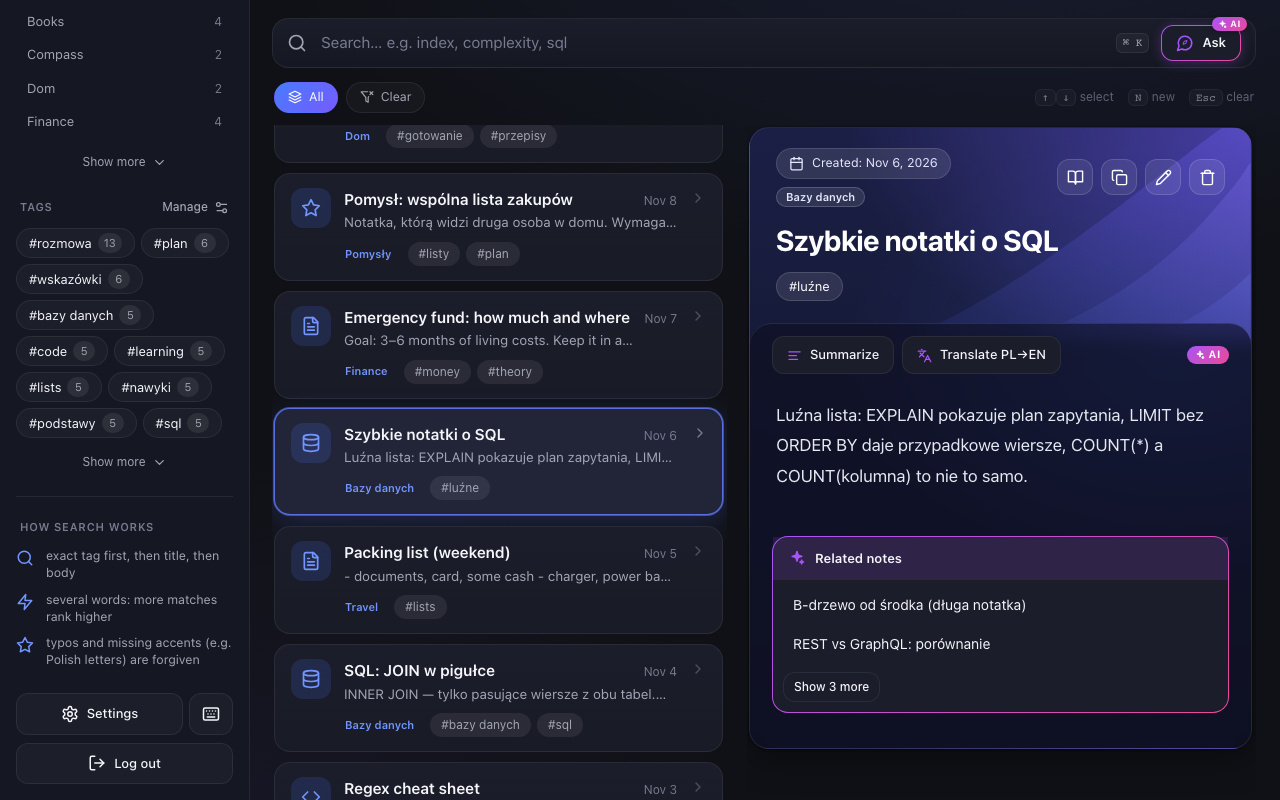 Books 4
Compass 2
Dom 2
Finance 4
Show more
TAGS Manage
#rozmowa 13 #plan 6
#wskazówki 6
#bazy danych 5
#code 5 #learning 5
#lists 5 #nawyki 5
#podstawy 5 #sql 5
Show more
HOW SEARCH WORKS
exact tag first, then title, then
body
several words: more matches
rank higher
typos and missing accents (e.g.
Polish letters) are forgiven
Settings
Log out
Search... e.g. index, complexity, sql
⌘ K
Ask
AI
All
Clear
↑ ↓ select N new Esc clear
Dom #gotowanie #przepisy
Pomysł: wspólna lista zakupów Nov 8
Notatka, którą widzi druga osoba w domu. Wymaga...
Pomysły #listy #plan
Emergency fund: how much and where Nov 7
Goal: 3–6 months of living costs. Keep it in a...
Finance #money #theory
Szybkie notatki o SQL Nov 6
Luźna lista: EXPLAIN pokazuje plan zapytania, LIMI...
Bazy danych #luźne
Packing list (weekend) Nov 5
- documents, card, some cash - charger, power ba...
Travel #lists
SQL: JOIN w pigułce Nov 4
INNER JOIN — tylko pasujące wiersze z obu tabel....
Bazy danych #bazy danych #sql
Regex cheat sheet Nov 3
Created: Nov 6, 2026
Bazy danych
Szybkie notatki o SQL
#luźne
Summarize
Translate PL→EN
AI
Luźna lista: EXPLAIN pokazuje plan zapytania, LIMIT bez
ORDER BY daje przypadkowe wiersze, COUNT(*) a
COUNT(kolumna) to nie to samo.
Related notes
B-drzewo od środka (długa notatka)
REST vs GraphQL: porównanie
Show 3 more